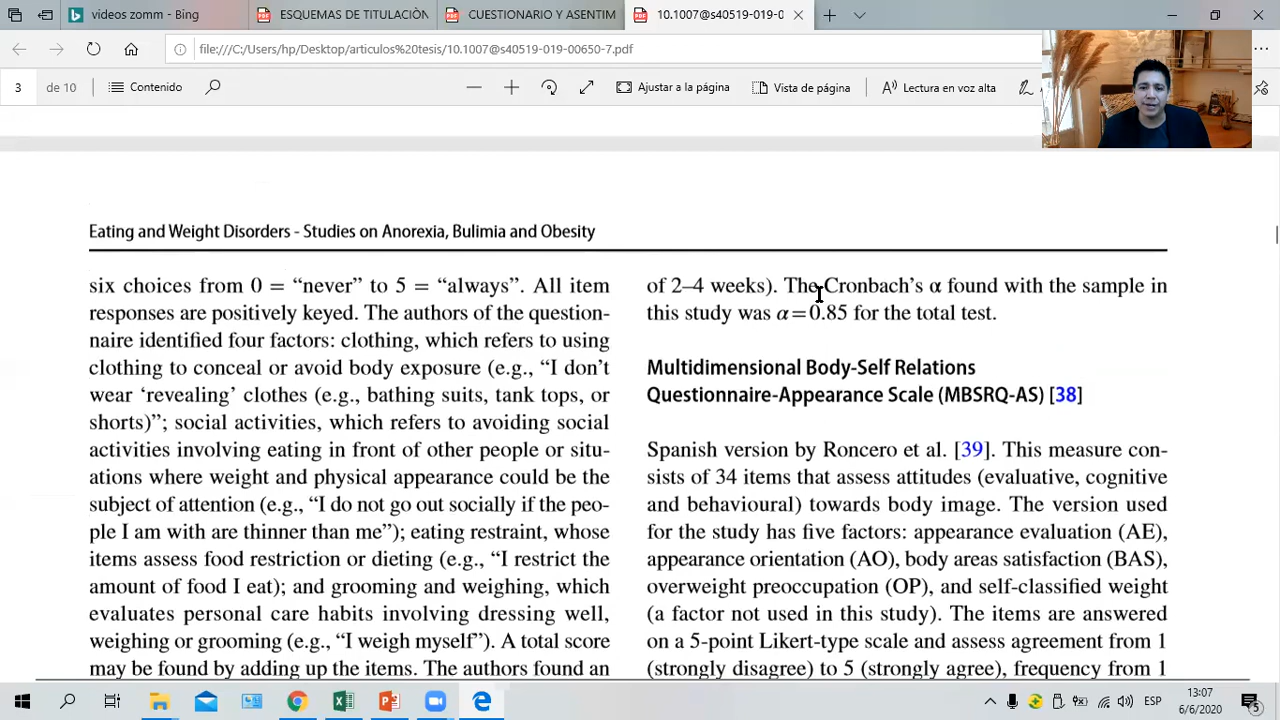 VIDEOS ZOOM
ESQUEMAS DE TITULACIÒN
CUESTIONARIO Y ASENTIM
10.1007@s40519-019-0
file:///C:/Users/hp/Desktop/articulos%20tesis/10.1007@s40519-019-00650-7.pdf
3 de 10
Contenido
Ajustar a la página
Vista de página
Lectura en voz alta
Eating and Weight Disorders - Studies on Anorexia, Bulimia and Obesity
six choices from 0 = “never” to 5 = “always”. All item
responses are positively keyed. The authors of the question-
naire identified four factors: clothing, which refers to using
clothing to conceal or avoid body exposure (e.g., “I don’t
wear ‘revealing’ clothes (e.g., bathing suits, tank tops, or
shorts)”; social activities, which refers to avoiding social
activities involving eating in front of other people or situ-
ations where weight and physical appearance could be the
subject of attention (e.g., “I do not go out socially if the peo-
ple I am with are thinner than me”); eating restraint, whose
items assess food restriction or dieting (e.g., “I restrict the
amount of food I eat); and grooming and weighing, which
evaluates personal care habits involving dressing well,
weighing or grooming (e.g., “I weigh myself”). A total score
may be found by adding up the items. The authors found an
of 2–4 weeks). The Cronbach’s α found with the sample in
this study was α=0.85 for the total test.
Multidimensional Body-Self Relations
Questionnaire-Appearance Scale (MBSRQ-AS) [38]
Spanish version by Roncero et al. [39]. This measure con-
sists of 34 items that assess attitudes (evaluative, cognitive
and behavioural) towards body image. The version used
for the study has five factors: appearance evaluation (AE),
appearance orientation (AO), body areas satisfaction (BAS),
overweight preoccupation (OP), and self-classified weight
(a factor not used in this study). The items are answered
on a 5-point Likert-type scale and assess agreement from 1
(strongly disagree) to 5 (strongly agree), frequency from 1
ESP
13:07
6/6/2020
5